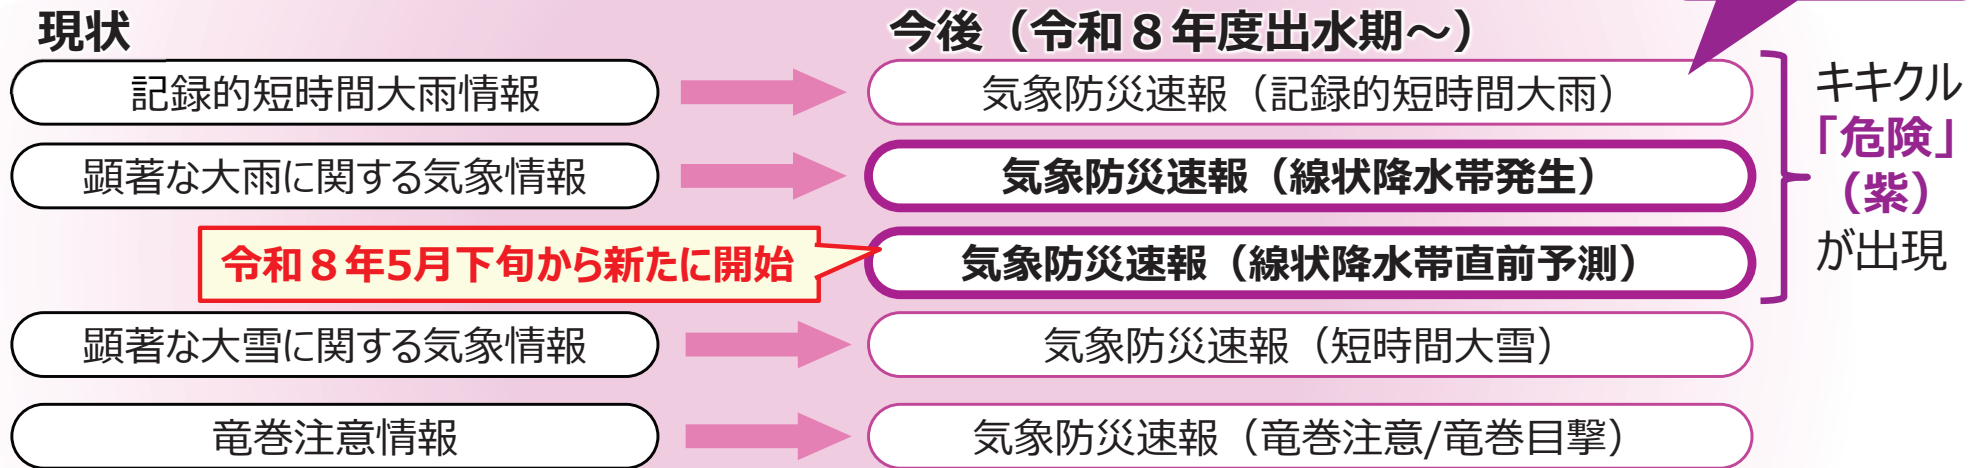 現状
今後（令和８年度出水期～）
記録的短時間大雨情報
気象防災速報（記録的短時間大雨）
顕著な大雨に関する気象情報
気象防災速報（線状降水帯発生）
令和８年5月下旬から新たに開始
気象防災速報（線状降水帯直前予測）
顕著な大雪に関する気象情報
気象防災速報（短時間大雪）
竜巻注意情報
気象防災速報（竜巻注意/竜巻目撃）
キキクル
「危険」
（紫）
が出現